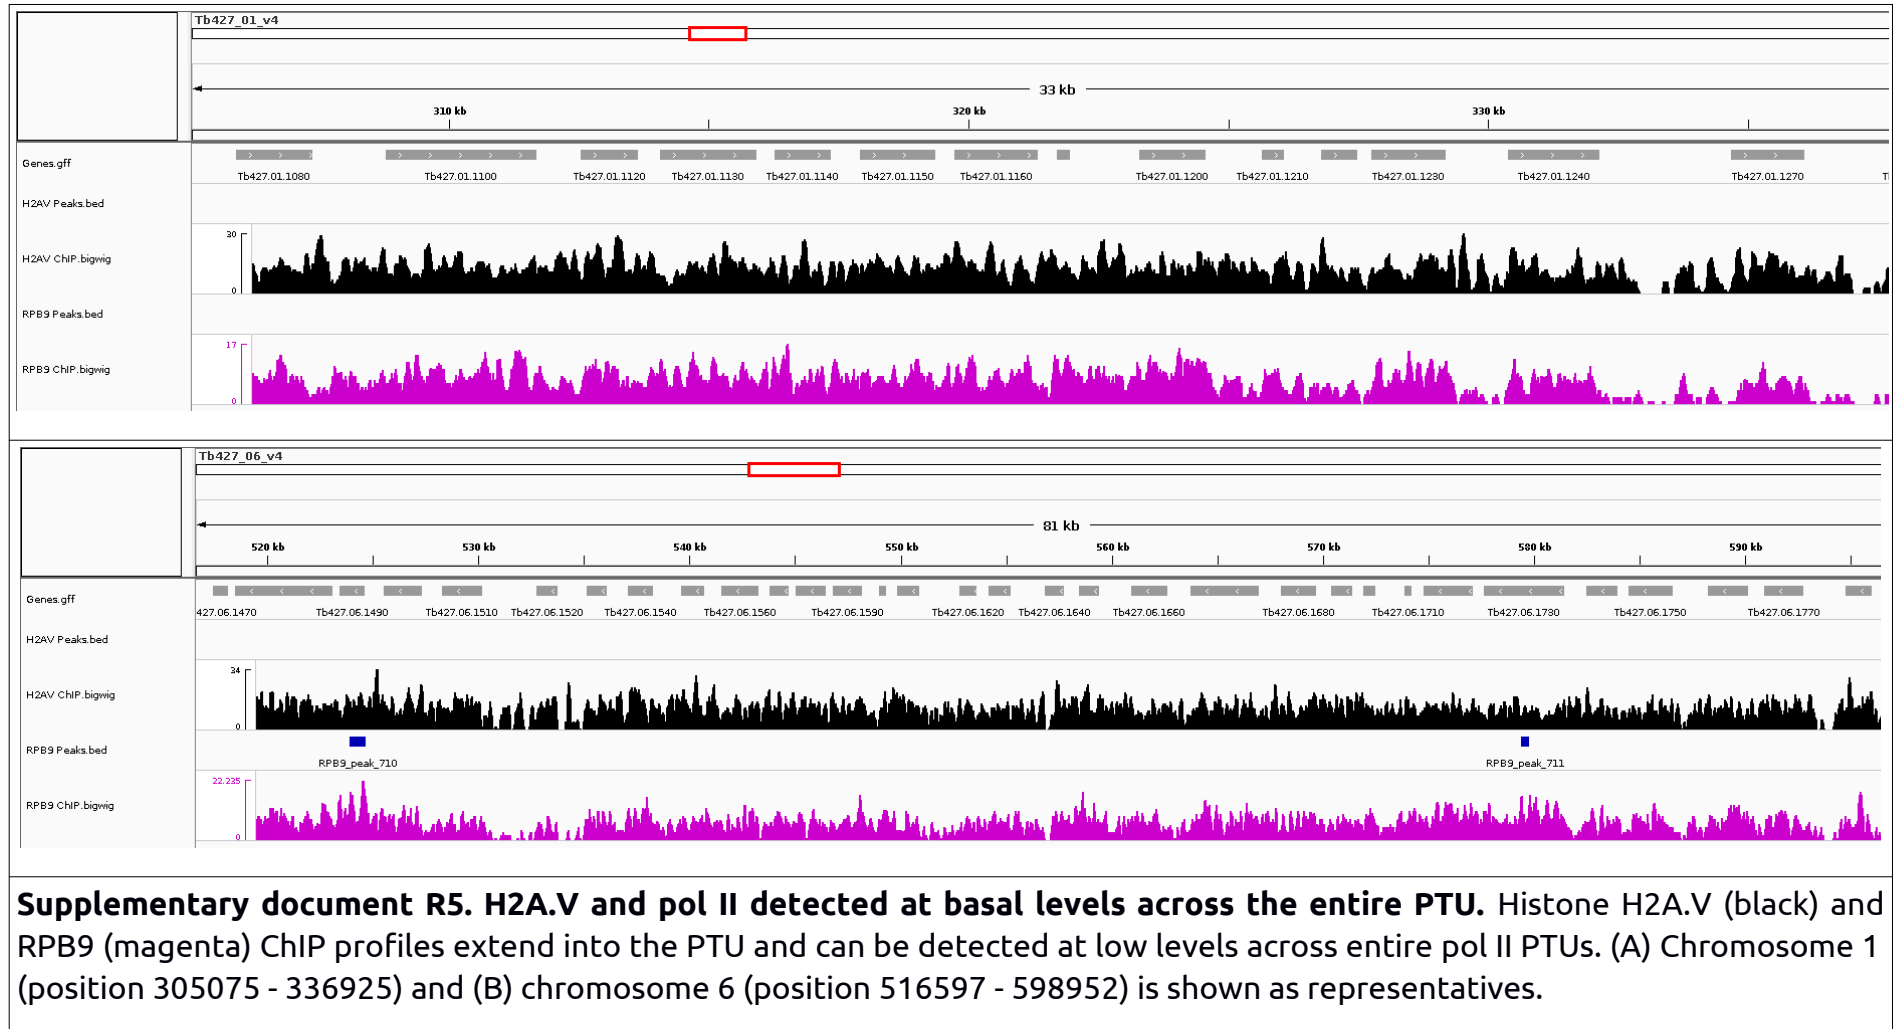 Tb427_01_v4
33 kb
310 kb 320 kb 330 kb
Genes.gff
Tb427.01.1080 Tb427.01.1100 Tb427.01.1120 Tb427.01.1130 Tb427.01.1140 Tb427.01.1150 Tb427.01.1160 Tb427.01.1200 Tb427.01.1210 Tb427.01.1230 Tb427.01.1240 Tb427.01.1270
H2AV Peaks.bed
30
H2AV ChIP.bigwig
0
RPB9 Peaks.bed
17
RPB9 ChIP.bigwig
0
Tb427_06_v4
81 kb
520 kb 530 kb 540 kb 550 kb 560 kb 570 kb 580 kb 590 kb
Genes.gff
427.06.1470 Tb427.06.1490 Tb427.06.1510 Tb427.06.1520 Tb427.06.1540 Tb427.06.1560 Tb427.06.1590 Tb427.06.1620 Tb427.06.1640 Tb427.06.1660 Tb427.06.1680 Tb427.06.1710 Tb427.06.1730 Tb427.06.1750 Tb427.06.1770
H2AV Peaks.bed
34
H2AV ChIP.bigwig
0
RPB9 Peaks.bed
RPB9_peak_710 RPB9_peak_711
22.235
RPB9 ChIP.bigwig
0
Supplementary document R5. H2A.V and pol II detected at basal levels across the entire PTU. Histone H2A.V (black) and
RPB9 (magenta) ChIP profiles extend into the PTU and can be detected at low levels across entire pol II PTUs. (A) Chromosome 1
(position 305075 - 336925) and (B) chromosome 6 (position 516597 - 598952) is shown as representatives.